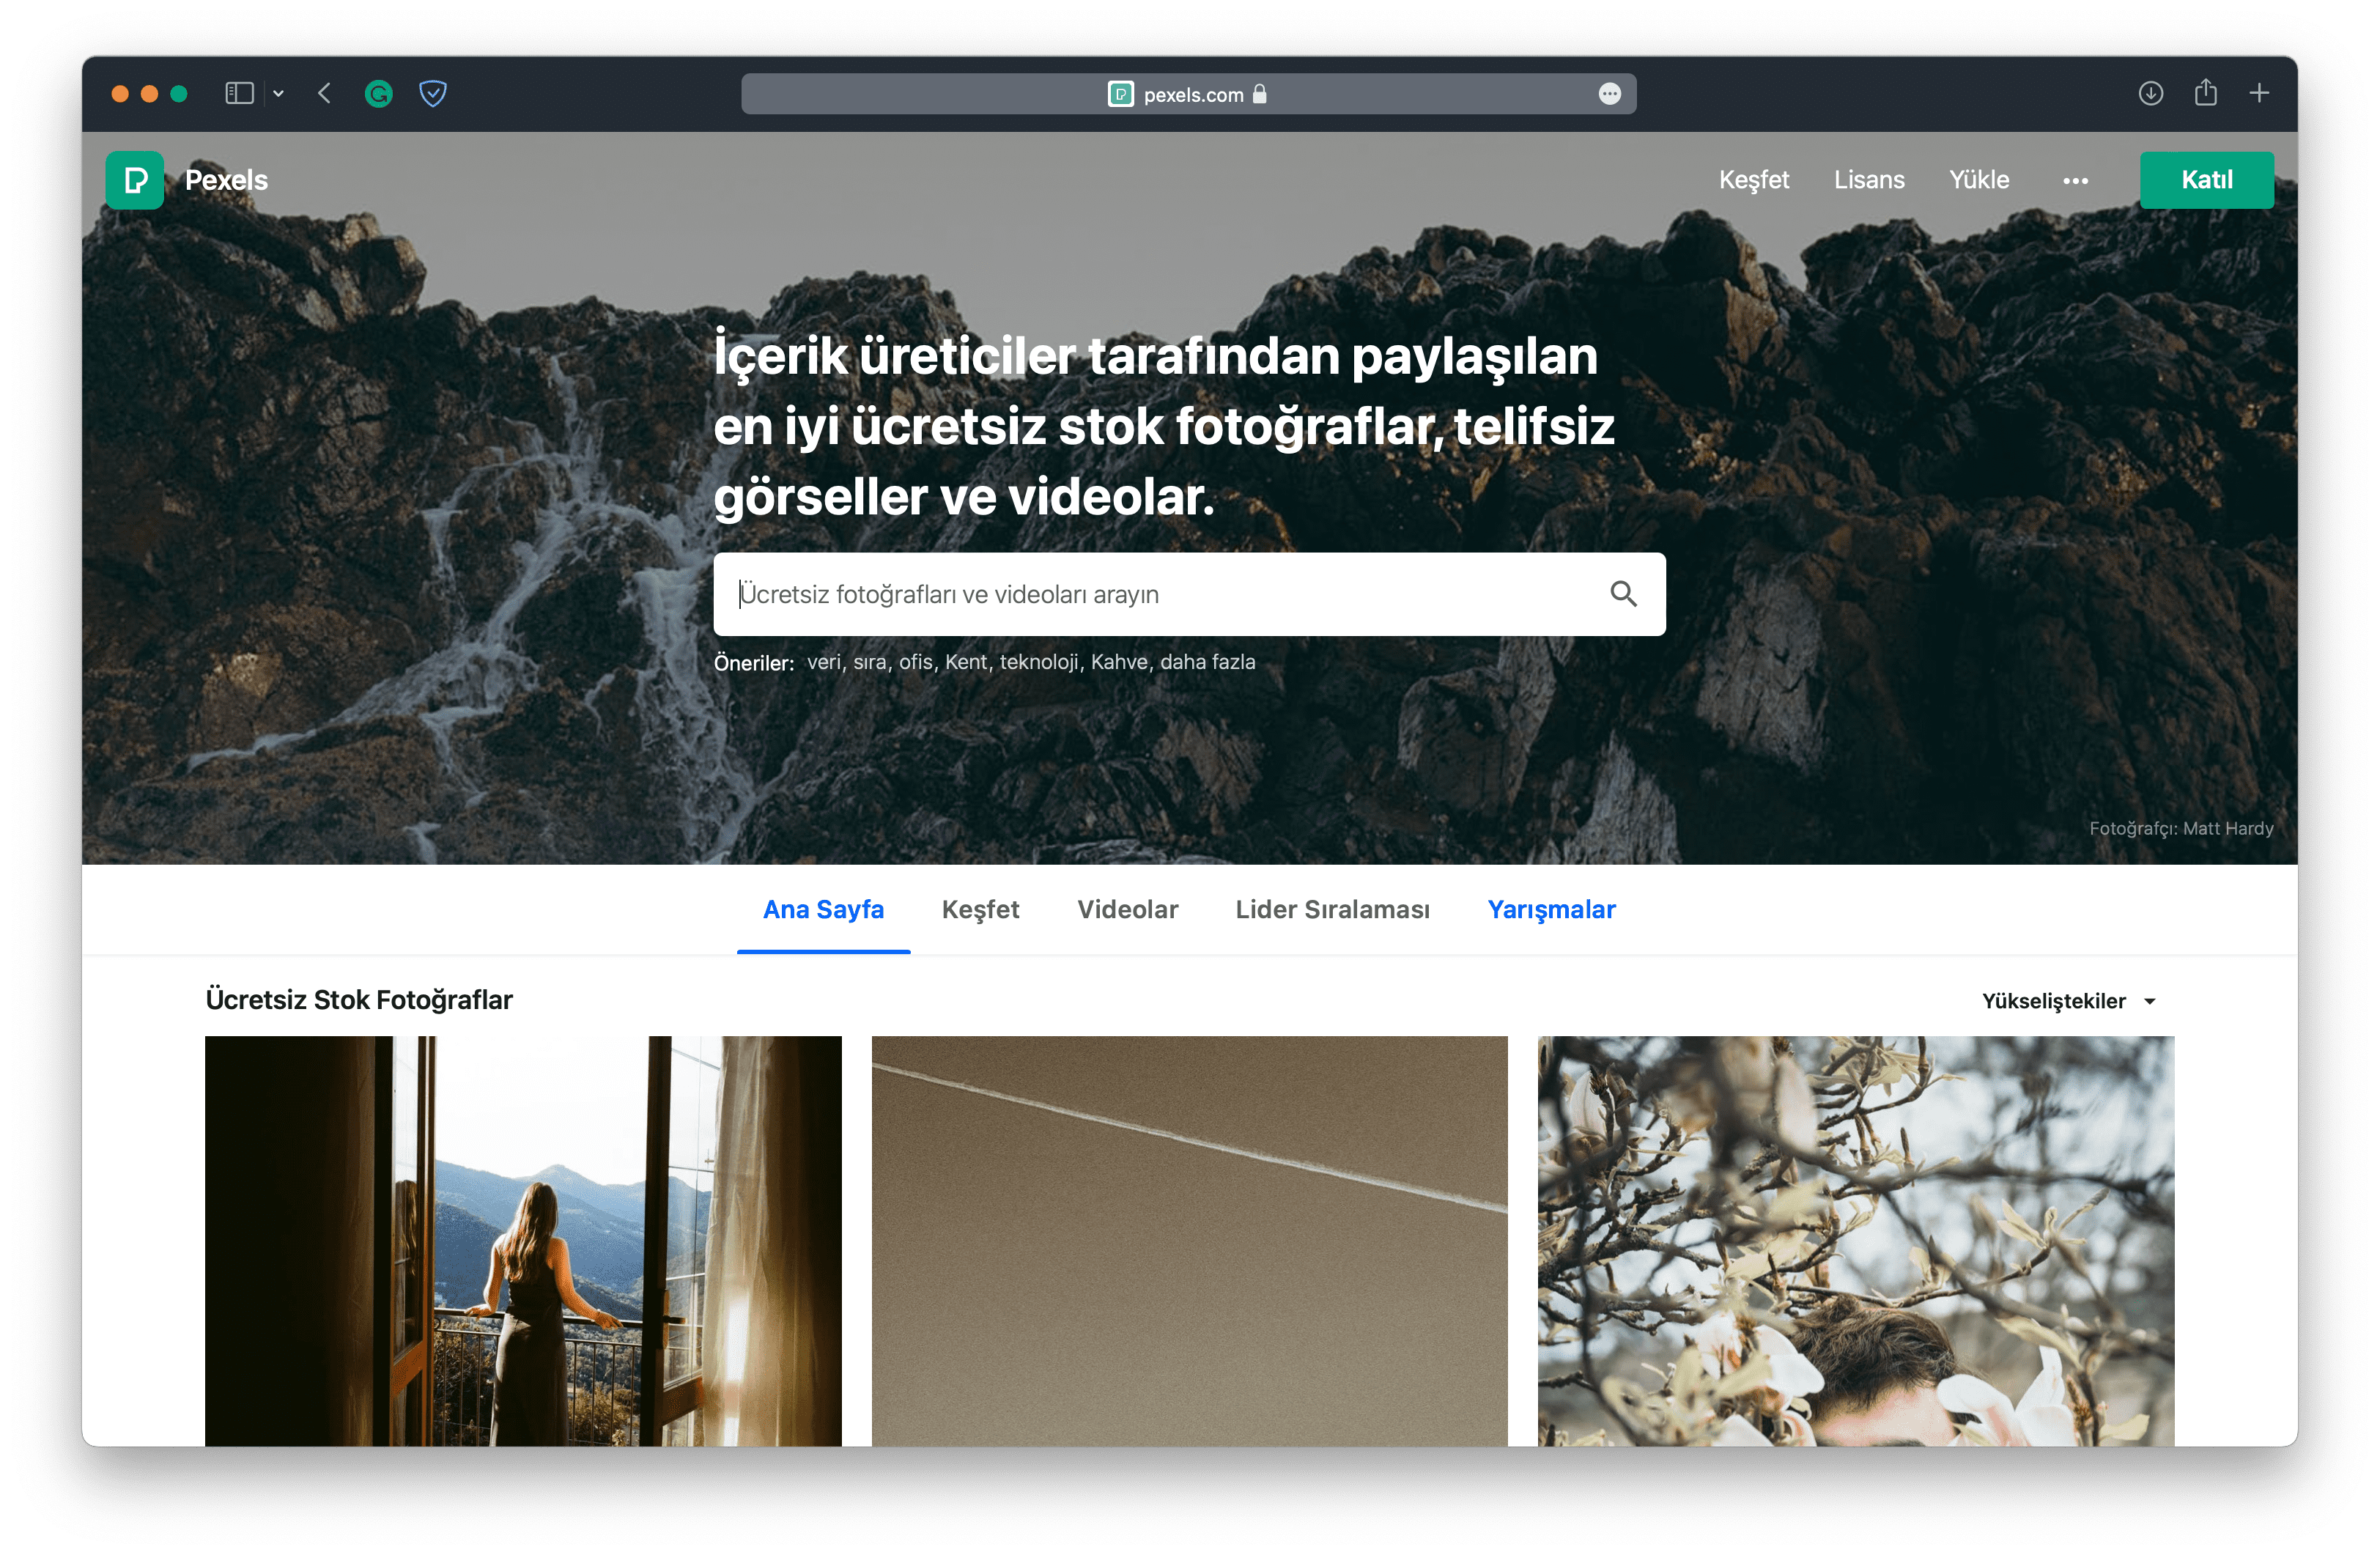 pexels.com
Pexels
Keşfet Lisans Yükle ••• Katıl
İçerik üreticiler tarafından paylaşılan
en iyi ücretsiz stok fotoğraflar, telifsiz
görseller ve videolar.
Ücretsiz fotoğrafları ve videoları arayın
Öneriler: veri, sıra, ofis, Kent, teknoloji, Kahve, daha fazla
Fotoğrafçı: Matt Hardy
Ana Sayfa Keşfet Videolar Lider Sıralaması Yarışmalar
Ücretsiz Stok Fotoğraflar Yükseliştekiler